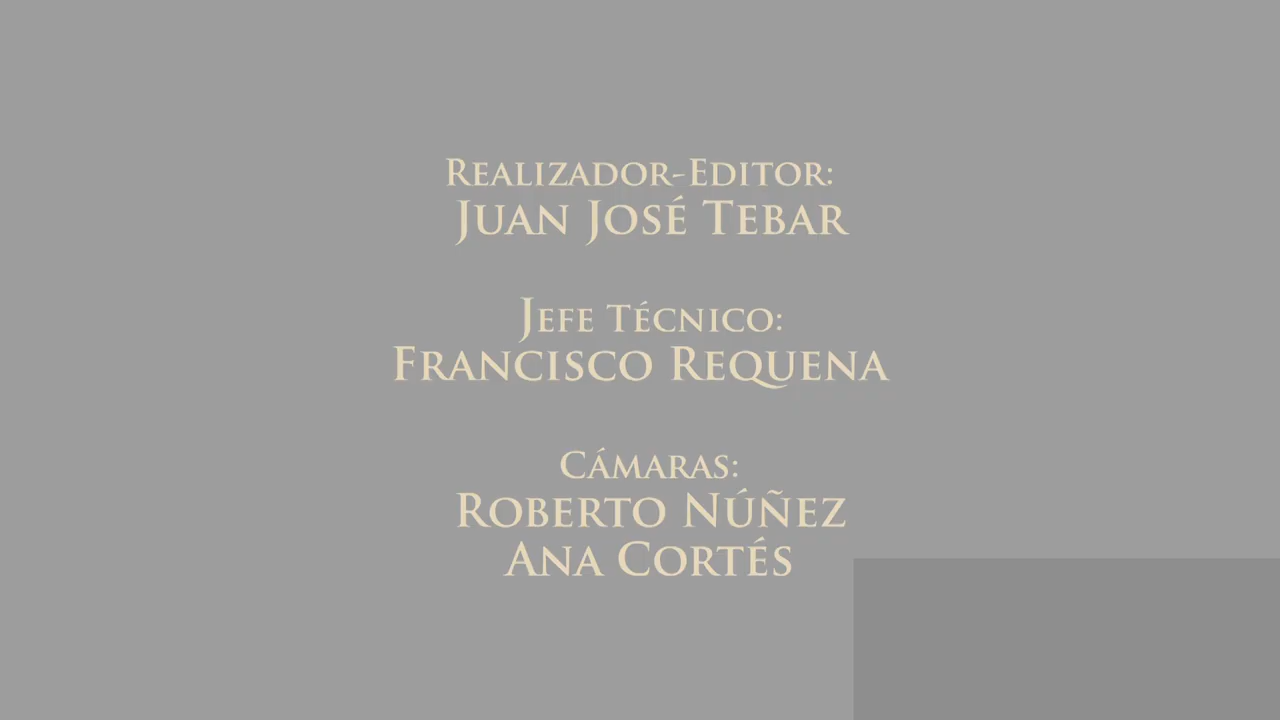 Realizador-Editor:
Juan José Tebar
Jefe Técnico:
Francisco Requena
Cámaras:
Roberto Núñez
Ana Cortés